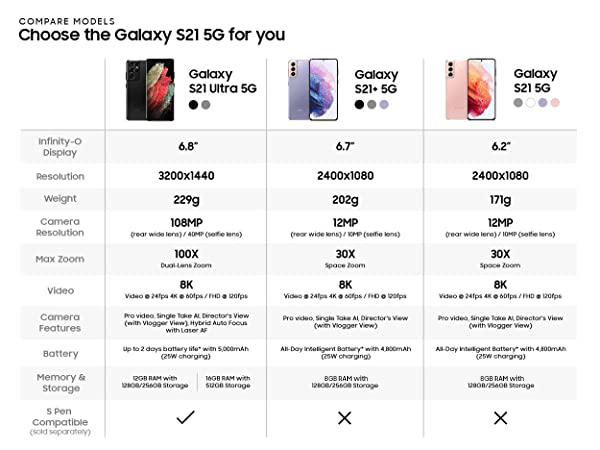 COMPARE MODELS
Choose the Galaxy S21 5G for you
Galaxy
S21 Ultra 5G
Galaxy
S21+ 5G
Galaxy
S21 5G
Infinity-O
Display
6.8"
6.7"
6.2"
Resolution
3200x1440
2400x1080
2400x1080
Weight
229g
202g
171g
Camera
Resolution
108MP
(rear wide lens) / 40MP (selfie lens)
12MP
(rear wide lens) / 10MP (selfie lens)
12MP
(rear wide lens) / 10MP (selfie lens)
Max Zoom
100X
Dual-Lens Zoom
30X
Space Zoom
30X
Space Zoom
Video
8K
Video @ 24fps 4K @ 60fps / FHD @ 120fps
8K
Video @ 24fps 4K @ 60fps / FHD @ 120fps
8K
Video @ 24fps 4K @ 60fps / FHD @ 120fps
Camera
Features
Pro video, Single Take AI, Director's View
(with Vlogger View), Hybrid Auto Focus
with Laser AF
Pro video, Single Take AI, Director's View
(with Vlogger View)
Pro video, Single Take AI, Director's View
(with Vlogger View)
Battery
Up to 2 days battery life* with 5,000mAh
(25W charging)
All-Day Intelligent Battery* with 4,800mAh
(25W charging)
All-Day Intelligent Battery* with 4,800mAh
(25W charging)
Memory &
Storage
12GB RAM with
128GB/256GB Storage
16GB RAM with
512GB Storage
8GB RAM with
128GB/256GB Storage
8GB RAM with
128GB/256GB Storage
S Pen
Compatible
(sold separately)